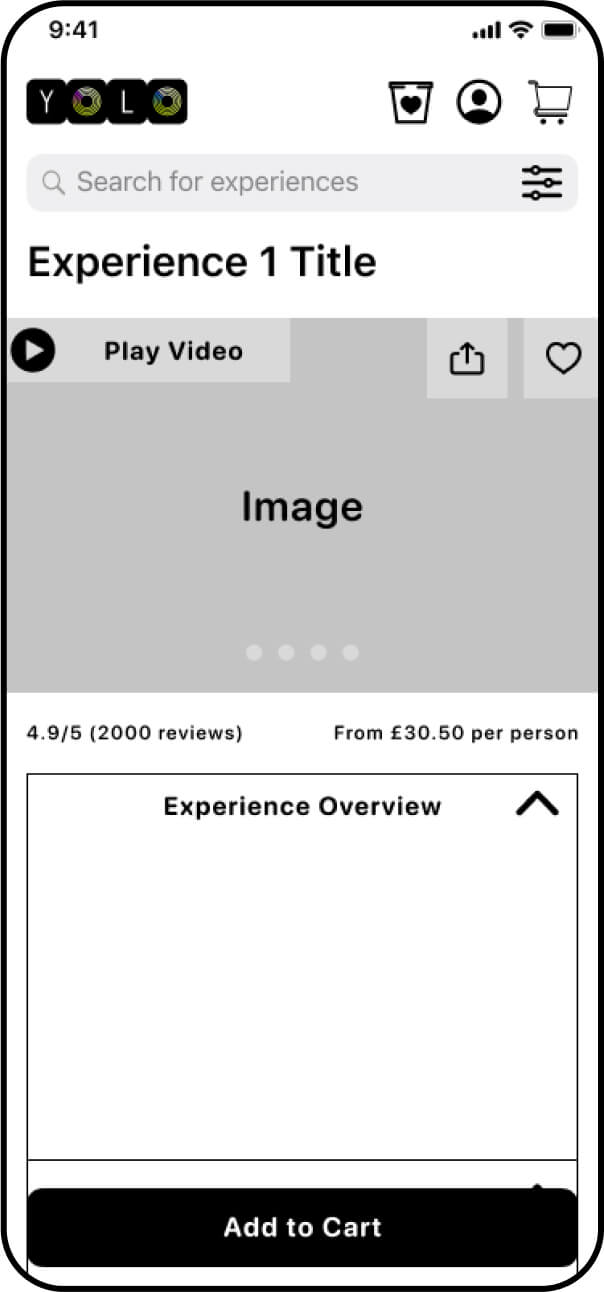 9:41
YOLO
Search for experiences
Experience 1 Title
Play Video
Image
4.9/5 (2000 reviews) From £30.50 per person
Experience Overview
Add to Cart